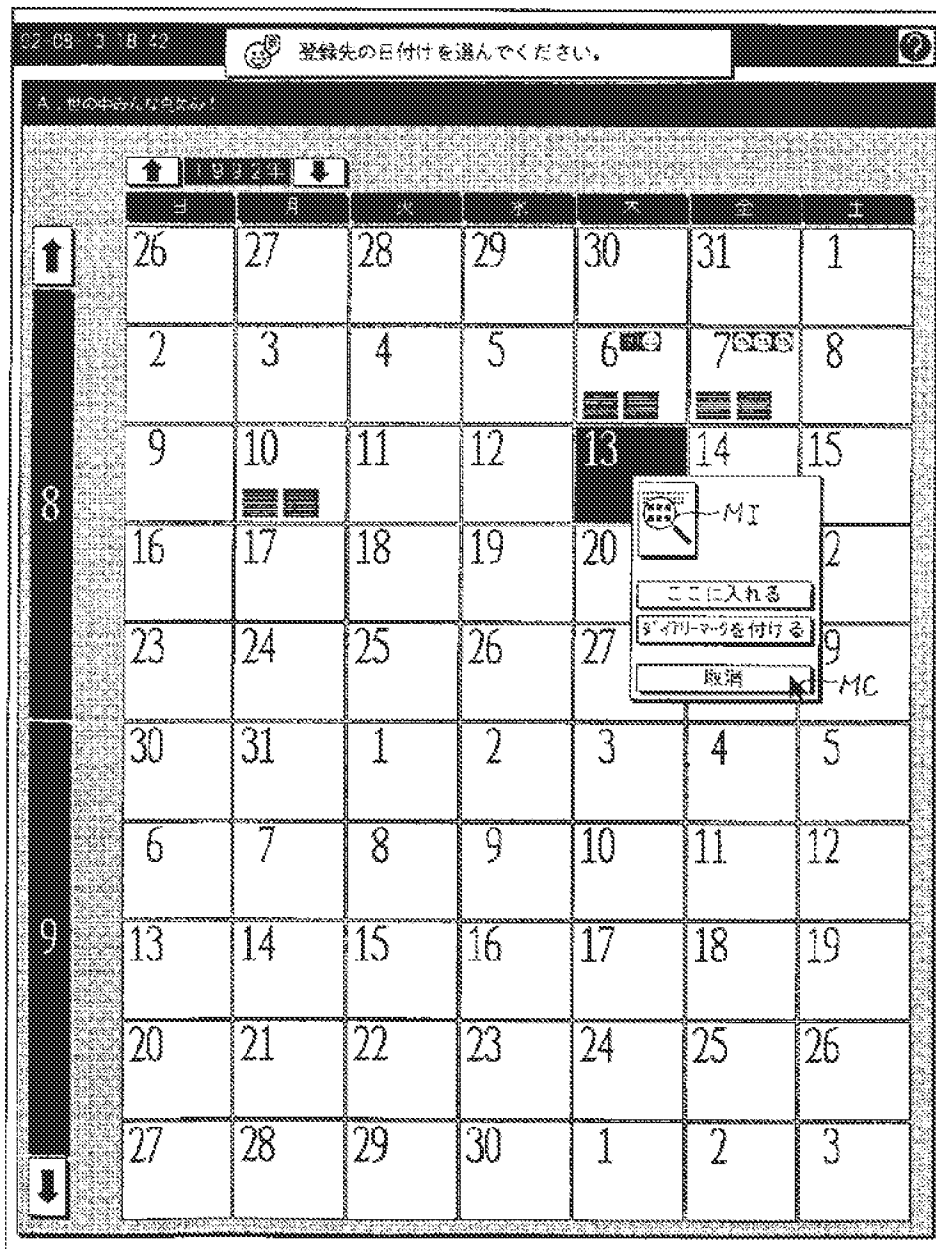 登録先の日付けを選んでください。
?
1992年
日 月 火 水 木 金 土
26 27 28 29 30 31 1
2 3 4 5 6 7 8
8
9 10 11 12 13 14 15
MI
16 17 18 19 20 2
ここに入れる
ダイアリーマークを付ける
23 24 25 26 27 9
取消
MC
30 31 1 2 3 4 5
6 7 8 9 10 11 12
9
13 14 15 16 17 18 19
20 21 22 23 24 25 26
27 28 29 30 1 2 3